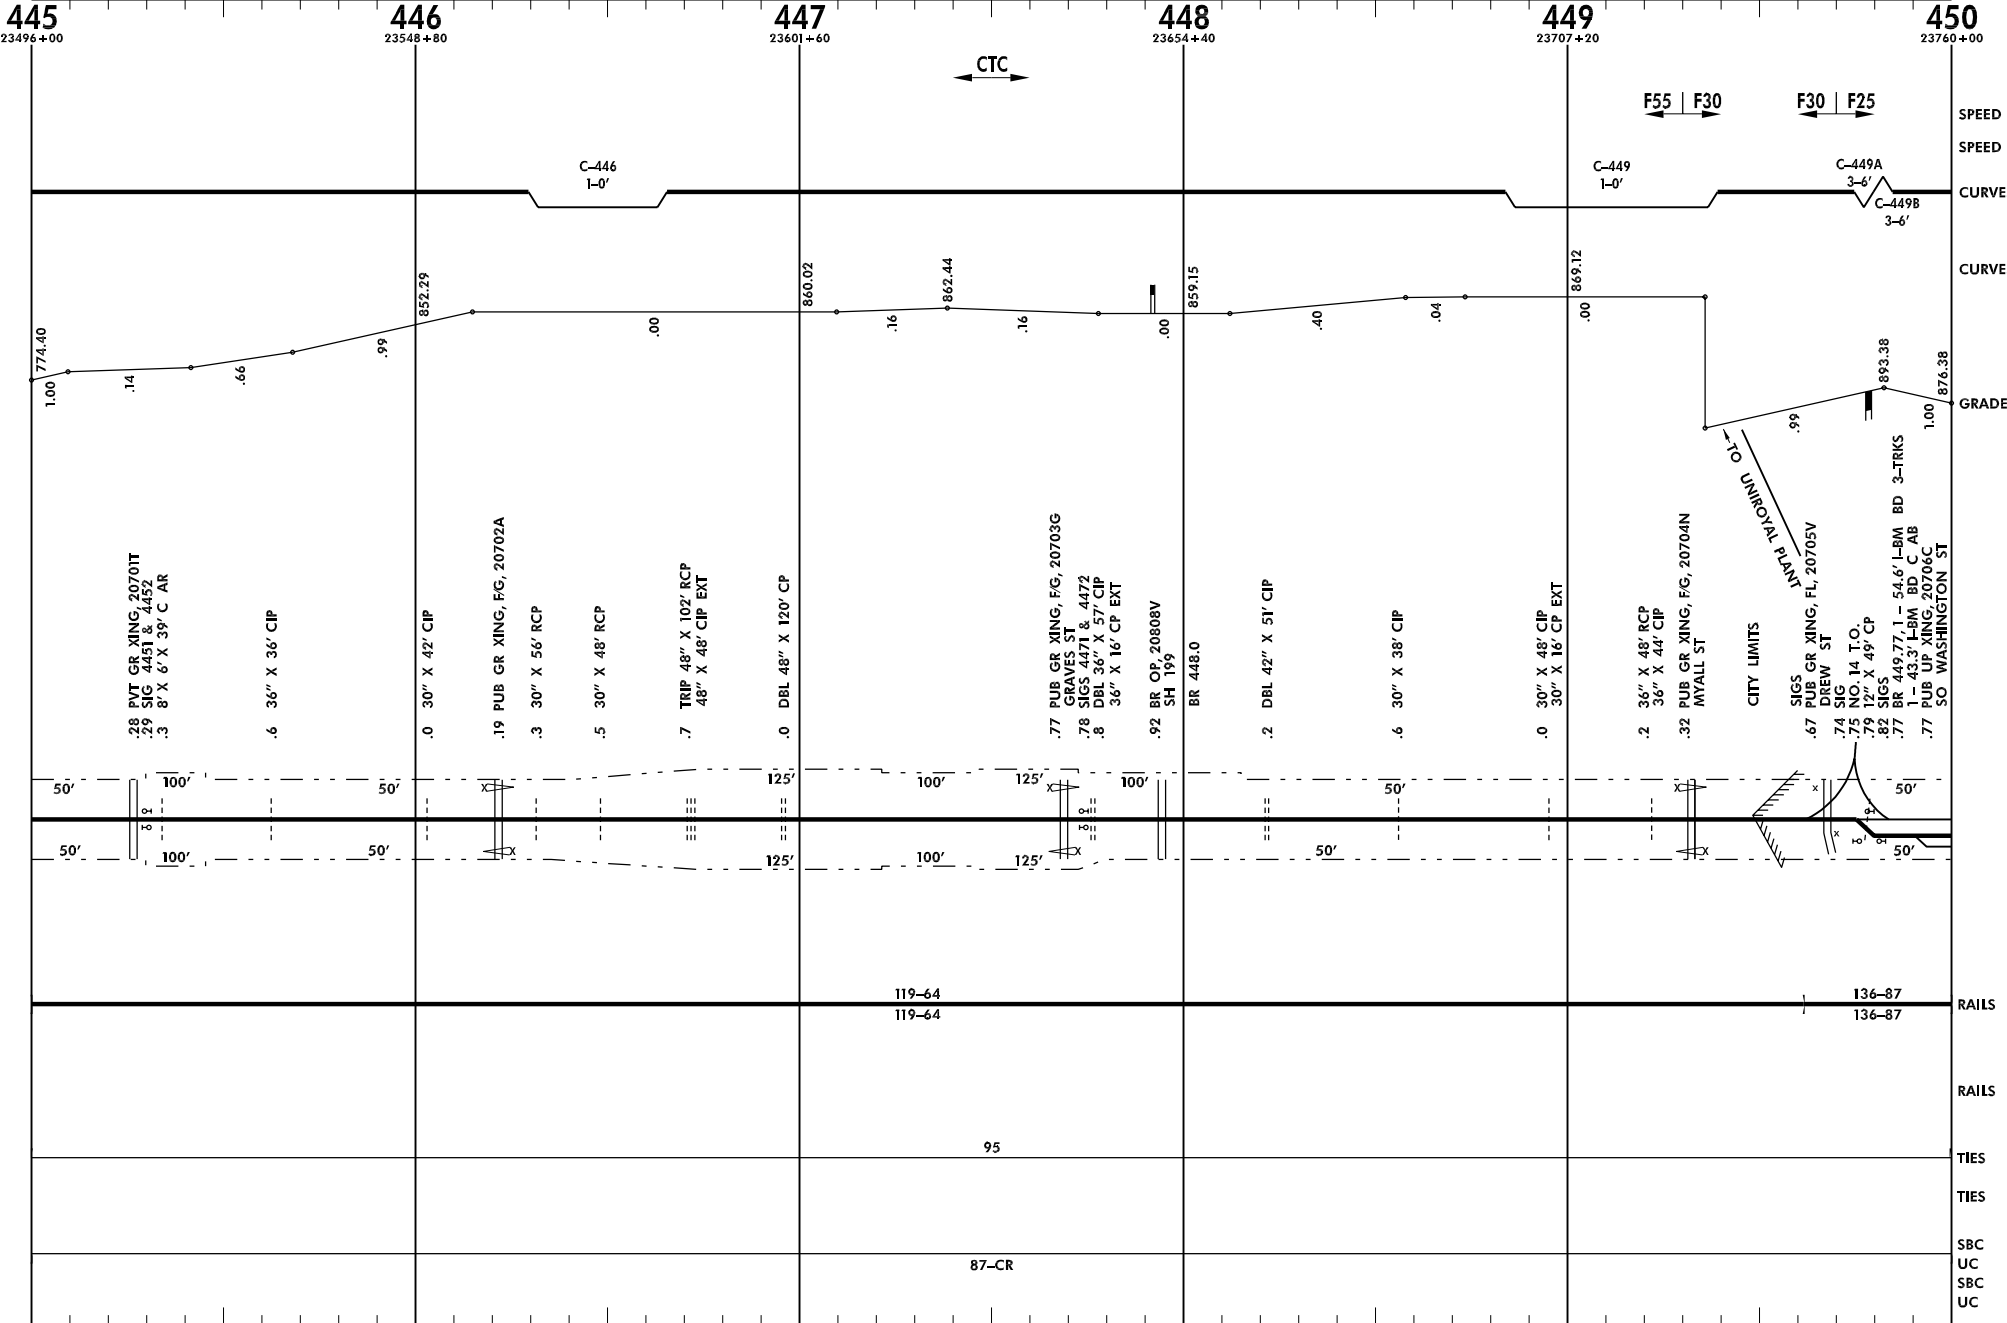 445 446 447 448 449 450
23496+00 23548+80 23601+60 23654+40 23707+20 23760+00
CTC
F55 F30 F30 F25
SPEED
SPEED
C–446
1–0′
C–449
1–0′
C–449A
3–6′
CURVE
C–449B
3–6′
CURVE
774.40
852.29
860.02
862.44
859.15
869.12
893.38
876.38
1.00
.14
.66
.99
.00
.16
.16
.00
.40
.04
.00
.99
1.00
GRADE
TO UNIROYAL PLANT
.28 PVT GR XING, 20701T
.29 SIG 4451 & 4452
.3 8′ X 6′ X 39′ C AR
.6 36″ X 36′ CIP
.0 30″ X 42′ CIP
.19 PUB GR XING, F/G, 20702A
.3 30″ X 56′ RCP
.5 30″ X 48′ RCP
.7 TRIP 48″ X 102′ RCP
48″ X 48′ CIP EXT
.0 DBL 48″ X 120′ CP
.77 PUB GR XING, F/G, 20703G
GRAVES ST
.78 SIGS 4471 & 4472
.8 DBL 36″ X 57′ CIP
36″ X 16′ CP EXT
.92 BR OP, 20808V
SH 199
BR 448.0
.2 DBL 42″ X 51′ CIP
.6 30″ X 38′ CIP
.0 30″ X 48′ CIP
30″ X 16′ CP EXT
.2 36″ X 48′ RCP
36″ X 44′ CIP
.32 PUB GR XING, F/G, 20704N
MYALL ST
CITY LIMITS
SIGS
.67 PUB GR XING, FL, 20705V
DREW ST
.74 SIG
.75 NO. 14 T.O.
.79 12″ X 49′ CP
.82 SIGS
.77 BR 449.77, 1 – 54.6′ I–BM BD 3–TRKS
1 – 43.3′ I–BM BD C AB
.77 PUB UP XING, 20706C
SO WASHINGTON ST
50′ 100′ 50′ 125′ 100′ 125′ 100′ 50′ 50′
X X X x
x
50′ 100′ 50′ 125′ 100′ 125′ 50′ 50′
X X X
119–64 136–87
RAILS
119–64 136–87
RAILS
95
TIES
TIES
SBC
87–CR
UC
SBC
UC